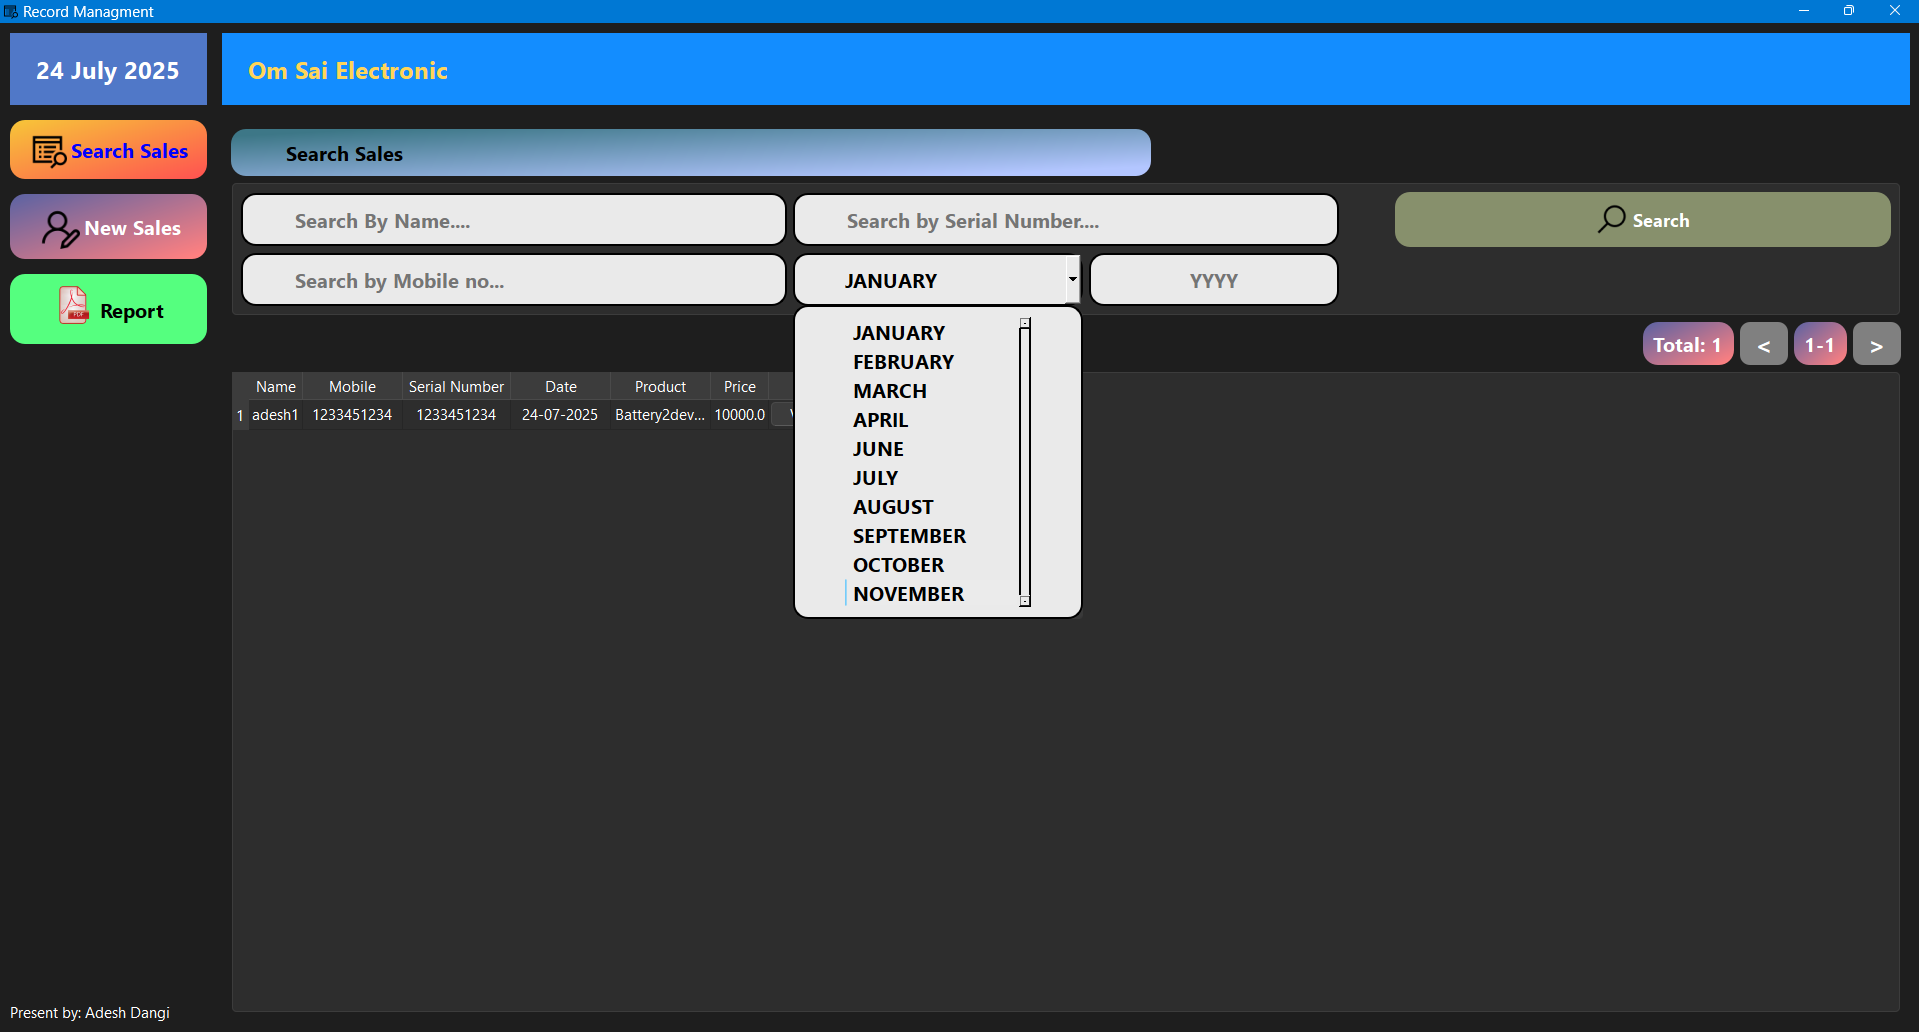 Record Managment
24 July 2025
Om Sai Electronic
Search Sales
New Sales
Report
Search Sales
Search By Name....
Search by Serial Number....
Search
Search by Mobile no...
JANUARY
YYYY
JANUARY
FEBRUARY
MARCH
APRIL
JUNE
JULY
AUGUST
SEPTEMBER
OCTOBER
NOVEMBER
Total: 1
<
1-1
>
Name Mobile Serial Number Date Product Price
1 adesh1 1233451234 1233451234 24-07-2025 Battery2dev... 10000.0
Present by: Adesh Dangi